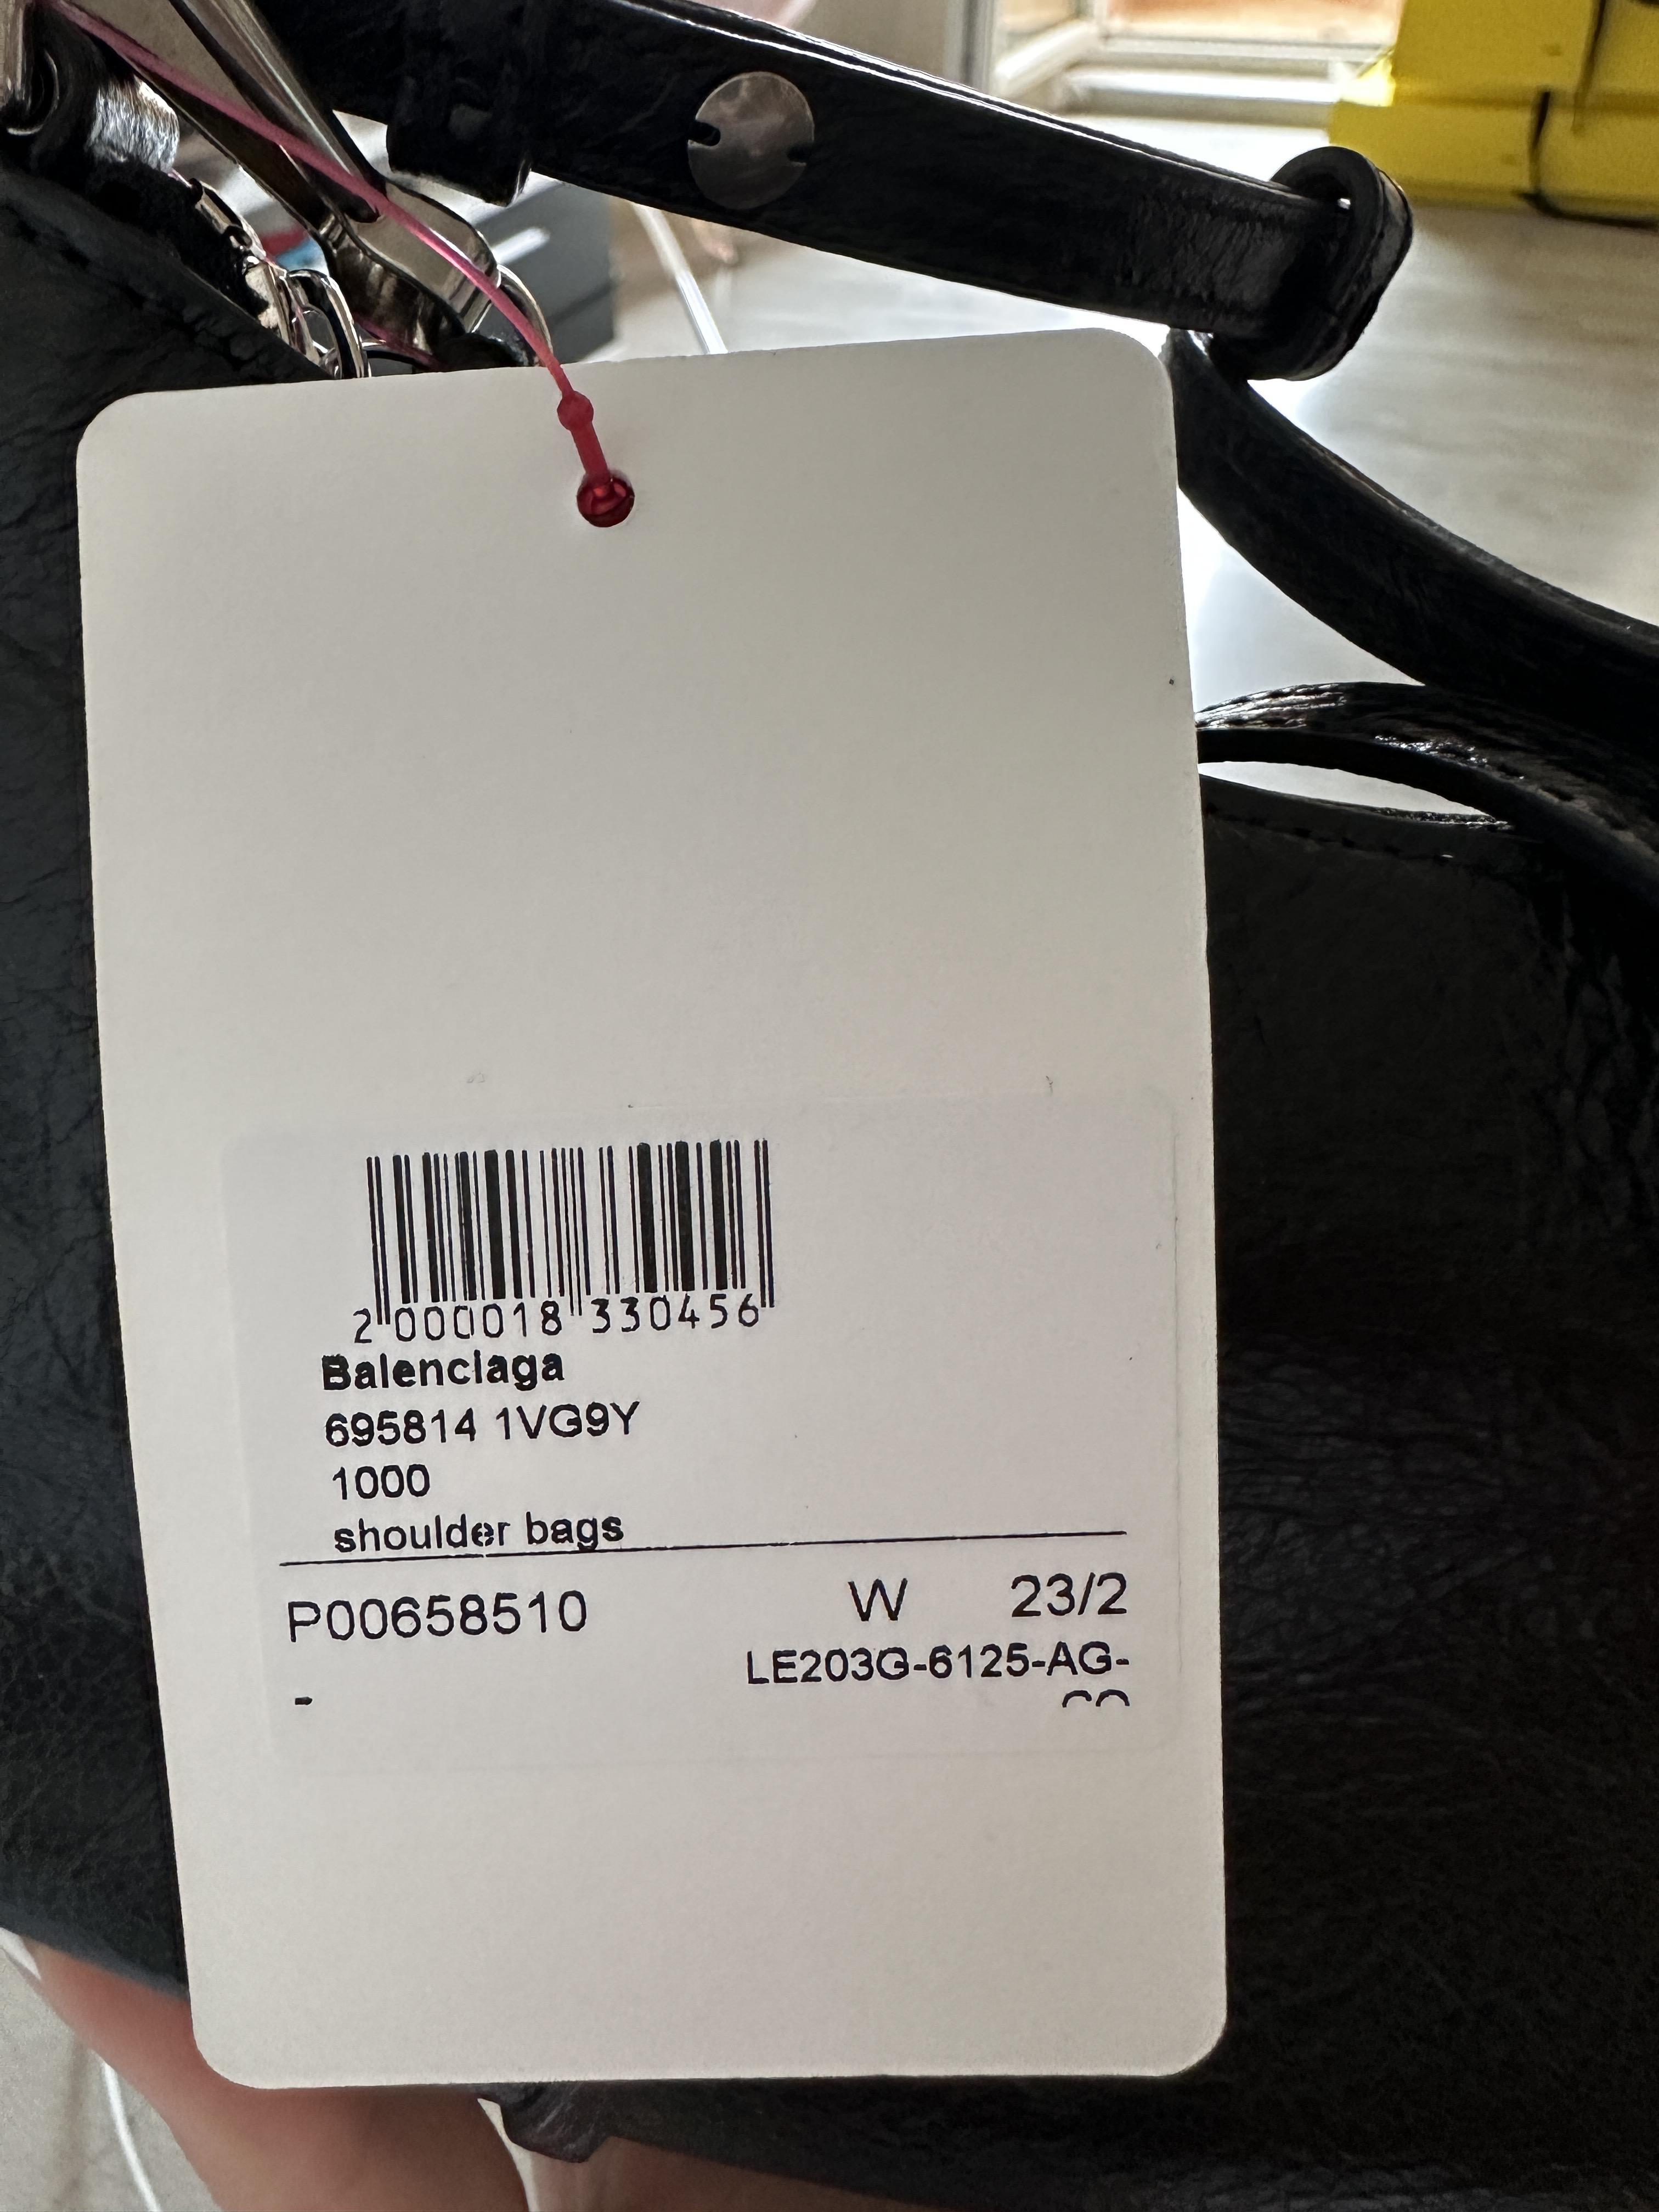 2 000018 330456
Balenciaga
695814 1VG9Y
1000
shoulder bags
P00658510 W 23/2
LE203G-6125-AG-
-